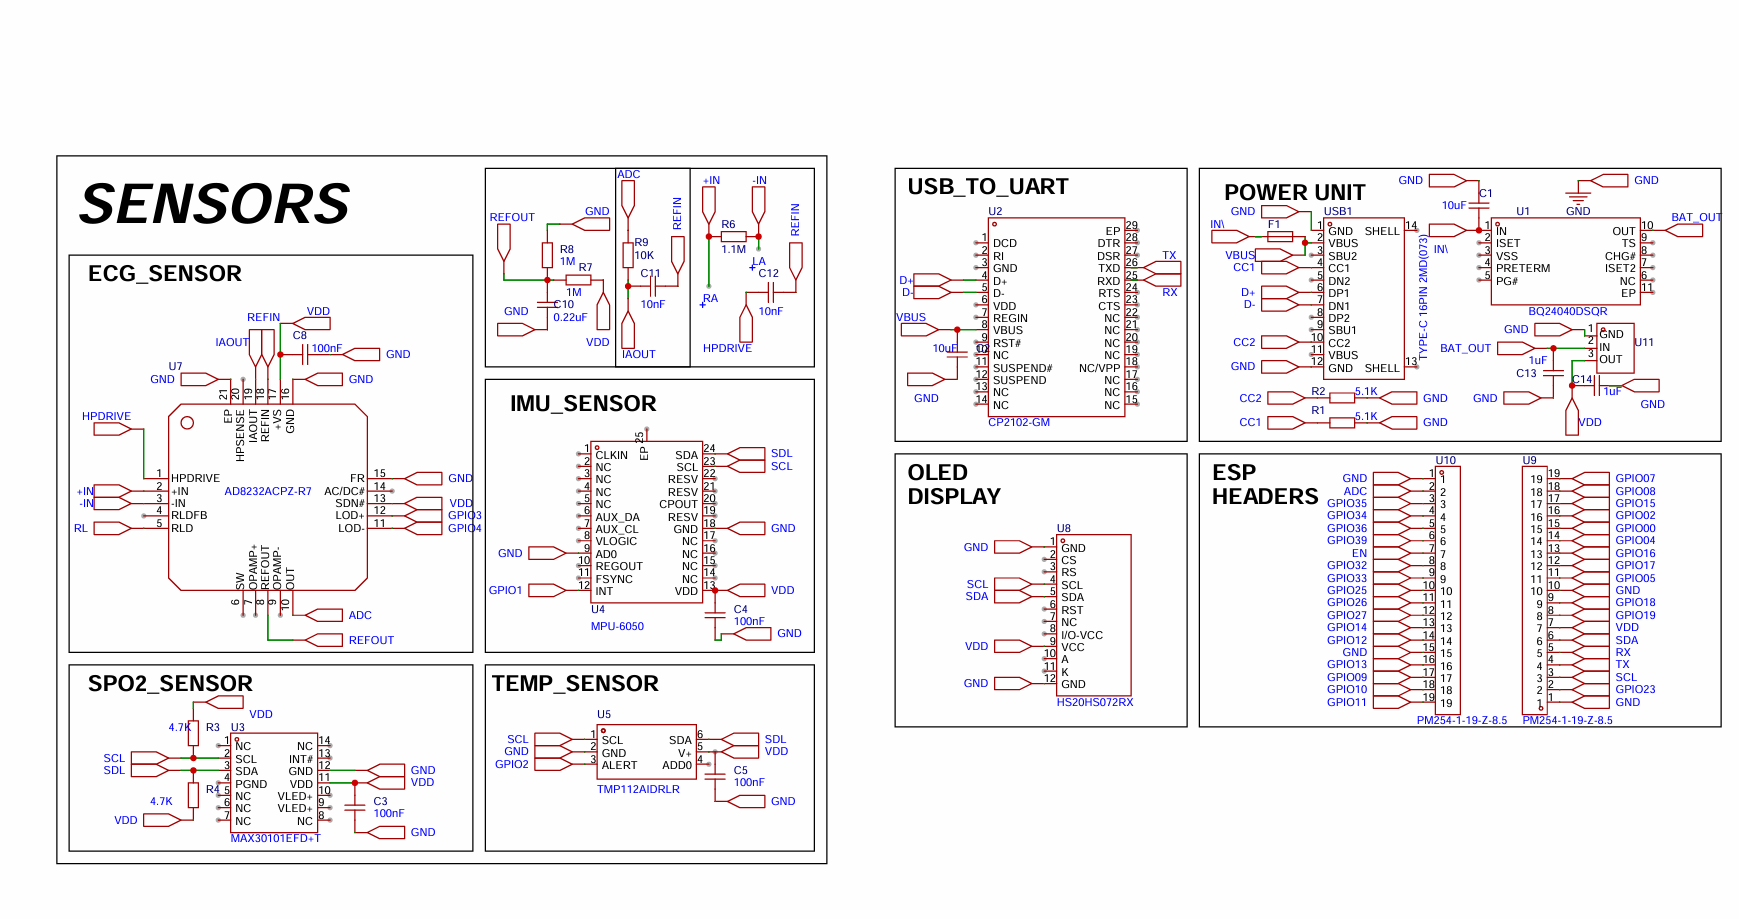 SENSORS
ECG_SENSOR
REFIN
VDD
C8
IAOUT
100nF
GND
U7
GND
GND
21
20
19
18
17
16
EP
HPSENSE
IAOUT
REFIN
+VS
GND
HPDRIVE
1
HPDRIVE
+IN
2
+IN
-IN
3
-IN
4
RLDFB
RL
5
RLD
AD8232ACPZ-R7
FR
15
GND
AC/DC#
14
SDN#
13
VDD
LOD+
12
GPIO3
LOD-
11
GPIO4
SW
OPAMP+
REFOUT
OPAMP-
OUT
6
7
8
9
10
ADC
REFOUT
REFOUT
GND
R8
1M
R7
1M
C10
0.22uF
GND
VDD
ADC
REFIN
R9
10K
C11
10nF
IAOUT
+IN
-IN
REFIN
R6
1.1M
LA
RA
C12
10nF
HPDRIVE
IMU_SENSOR
25
EP
1
CLKIN
2
NC
3
NC
4
NC
5
NC
6
AUX_DA
7
AUX_CL
8
VLOGIC
GND
9
AD0
10
REGOUT
11
FSYNC
GPIO1
12
INT
SDA
24
SDL
SCL
23
SCL
RESV
22
RESV
21
CPOUT
20
RESV
19
GND
18
GND
NC
17
NC
16
NC
15
NC
14
VDD
13
VDD
U4
MPU-6050
C4
100nF
GND
SPO2_SENSOR
VDD
4.7K
R3
U3
SCL
SDL
R4
4.7K
VDD
1
NC
2
SCL
3
SDA
4
PGND
5
NC
6
NC
7
NC
NC
14
INT#
13
GND
12
GND
VDD
11
VDD
VLED+
10
VLED+
9
NC
8
C3
100nF
GND
MAX30101EFD+T
TEMP_SENSOR
U5
SCL
1
SCL
GND
2
GND
GPIO2
3
ALERT
SDA
6
SDL
V+
5
VDD
ADD0
4
C5
100nF
GND
TMP112AIDRLR
USB_TO_UART
U2
1
DCD
2
RI
3
GND
D+
4
D+
D-
5
D-
6
VDD
7
REGIN
VBUS
8
VBUS
9
RST#
10uF
NC
11
SUSPEND#
12
SUSPEND
13
NC
14
NC
GND
EP
29
DTR
28
DSR
27
TXD
26
TX
RXD
25
RX
RTS
24
CTS
23
NC
22
NC
21
NC
20
NC
19
NC/VPP
18
NC
17
NC
16
NC
15
CP2102-GM
POWER UNIT
GND
IN\
F1
VBUS
CC1
D+
D-
CC2
GND
USB1
1
GND
2
VBUS
3
SBU2
4
CC1
5
DN2
6
DP1
7
DN1
8
DP2
9
SBU1
10
CC2
11
VBUS
12
GND
SHELL
14
SHELL
13
TYPE-C 16PIN 2MD(073)
CC2
R2
5.1K
GND
CC1
R1
5.1K
GND
GND
C1
10uF
IN\
GND
GND
U1
1
IN
2
ISET
3
VSS
4
PRETERM
5
PG#
OUT
10
BAT_OUT
TS
9
CHG#
8
ISET2
7
NC
6
EP
11
BQ24040DSQR
GND
BAT_OUT
1
GND
2
IN
3
OUT
U11
1uF
C13
GND
C14
1uF
GND
VDD
OLED
DISPLAY
U8
GND
1
GND
2
CS
3
RS
SCL
4
SCL
SDA
5
SDA
6
RST
7
NC
8
I/O-VCC
VDD
9
VCC
10
A
11
K
GND
12
GND
HS20HS072RX
ESP
HEADERS
U10
GND
1
1
ADC
2
2
GPIO35
3
3
GPIO34
4
4
GPIO36
5
5
GPIO39
6
6
EN
7
7
GPIO32
8
8
GPIO33
9
9
GPIO25
10
10
GPIO26
11
11
GPIO27
12
12
GPIO14
13
13
GPIO12
14
14
GND
15
15
GPIO13
16
16
GPIO09
17
17
GPIO10
18
18
GPIO11
19
19
PM254-1-19-Z-8.5
U9
19
19
GPIO07
18
18
GPIO08
17
17
GPIO15
16
16
GPIO02
15
15
GPIO00
14
14
GPIO04
13
13
GPIO16
12
12
GPIO17
11
11
GPIO05
10
10
GND
9
9
GPIO18
8
8
GPIO19
7
7
VDD
6
6
SDA
5
5
RX
4
4
TX
3
3
SCL
2
2
GPIO23
1
1
GND
PM254-1-19-Z-8.5